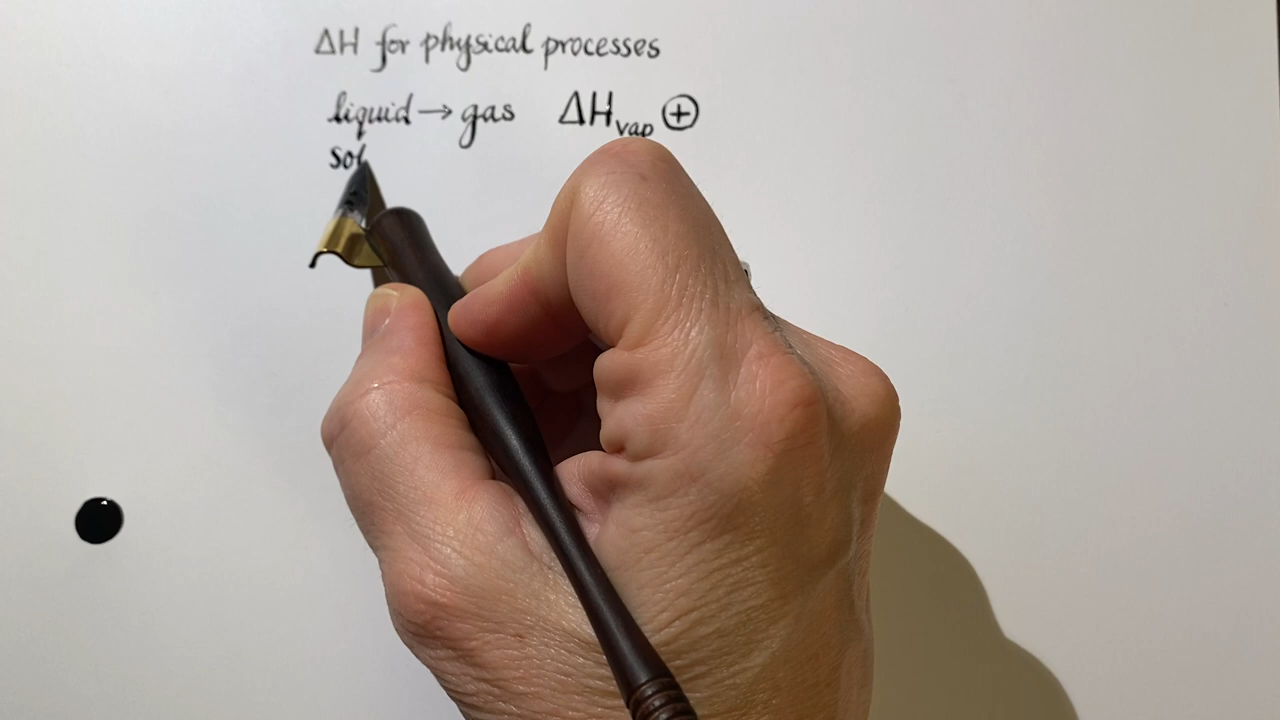 ΔH for physical processes
liquid → gas ΔHvap ⊕
sol